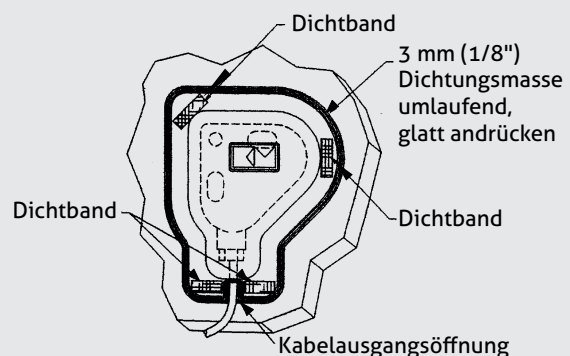 Dichtband
3 mm (1/8")
Dichtungsmasse
umlaufend,
glatt andrücken
Dichtband
Dichtband
Kabelausgangsöffnung